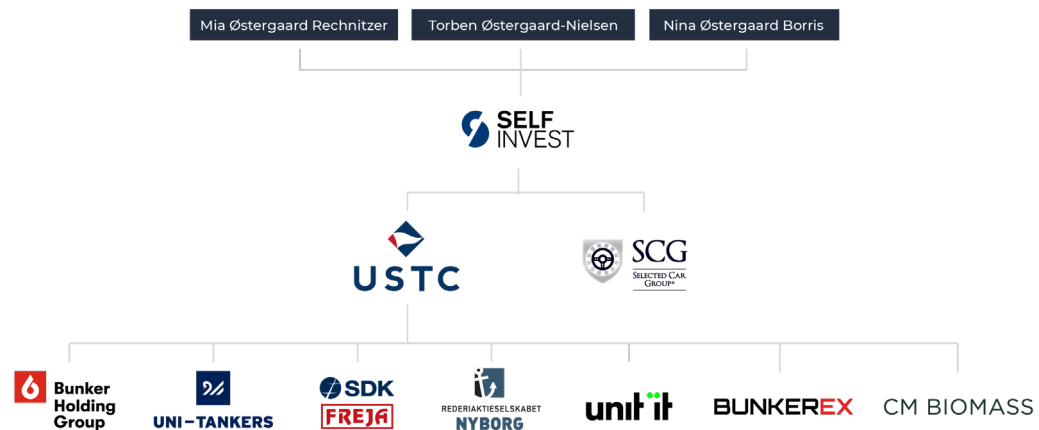 Mia Østergaard Rechnitzer
Torben Østergaard-Nielsen
Nina Østergaard Borris
SELF
INVEST
USTC
SCG
SELECTED CAR
GROUP®
Bunker
Holding
Group
UNI-TANKERS
SDK
FREJA
REDERIAKTIESELSKABET
NYBORG
unit it
BUNKEREX
CM BIOMASS